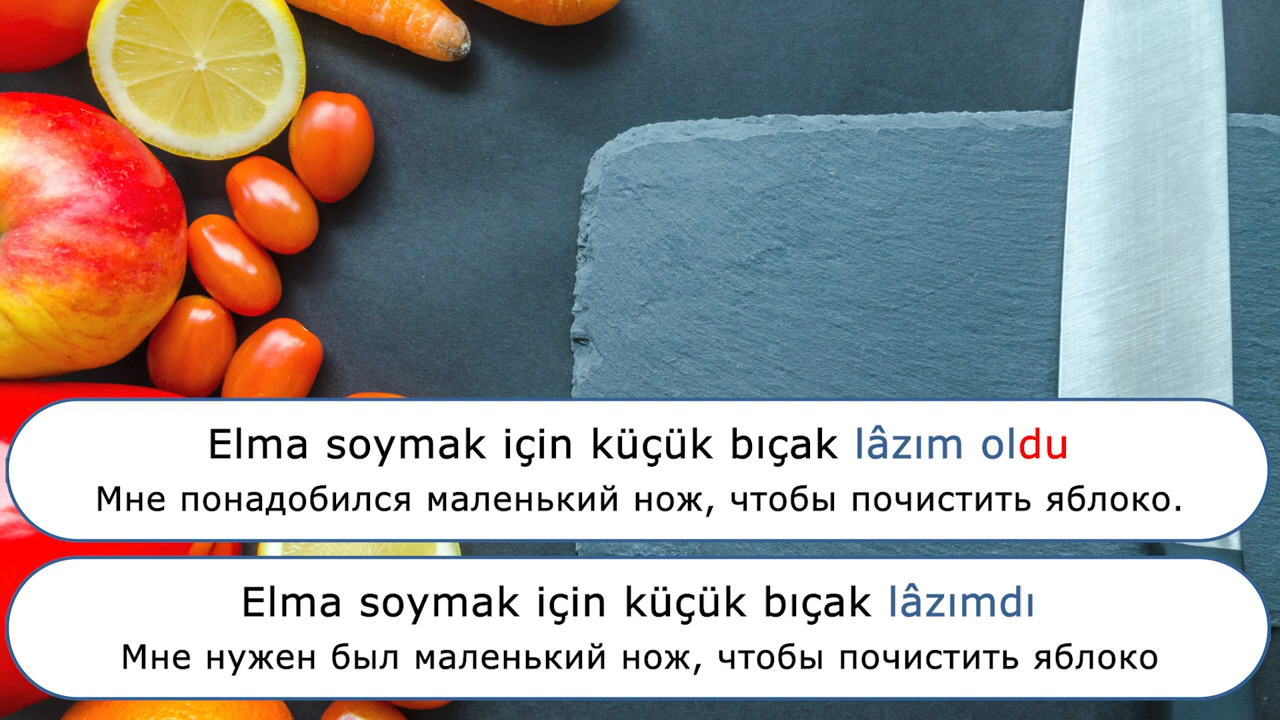 Elma soymak için küçük bıçak lâzım oldu
Мне понадобился маленький нож, чтобы почистить яблоко.
Elma soymak için küçük bıçak lâzımdı
Мне нужен был маленький нож, чтобы почистить яблоко